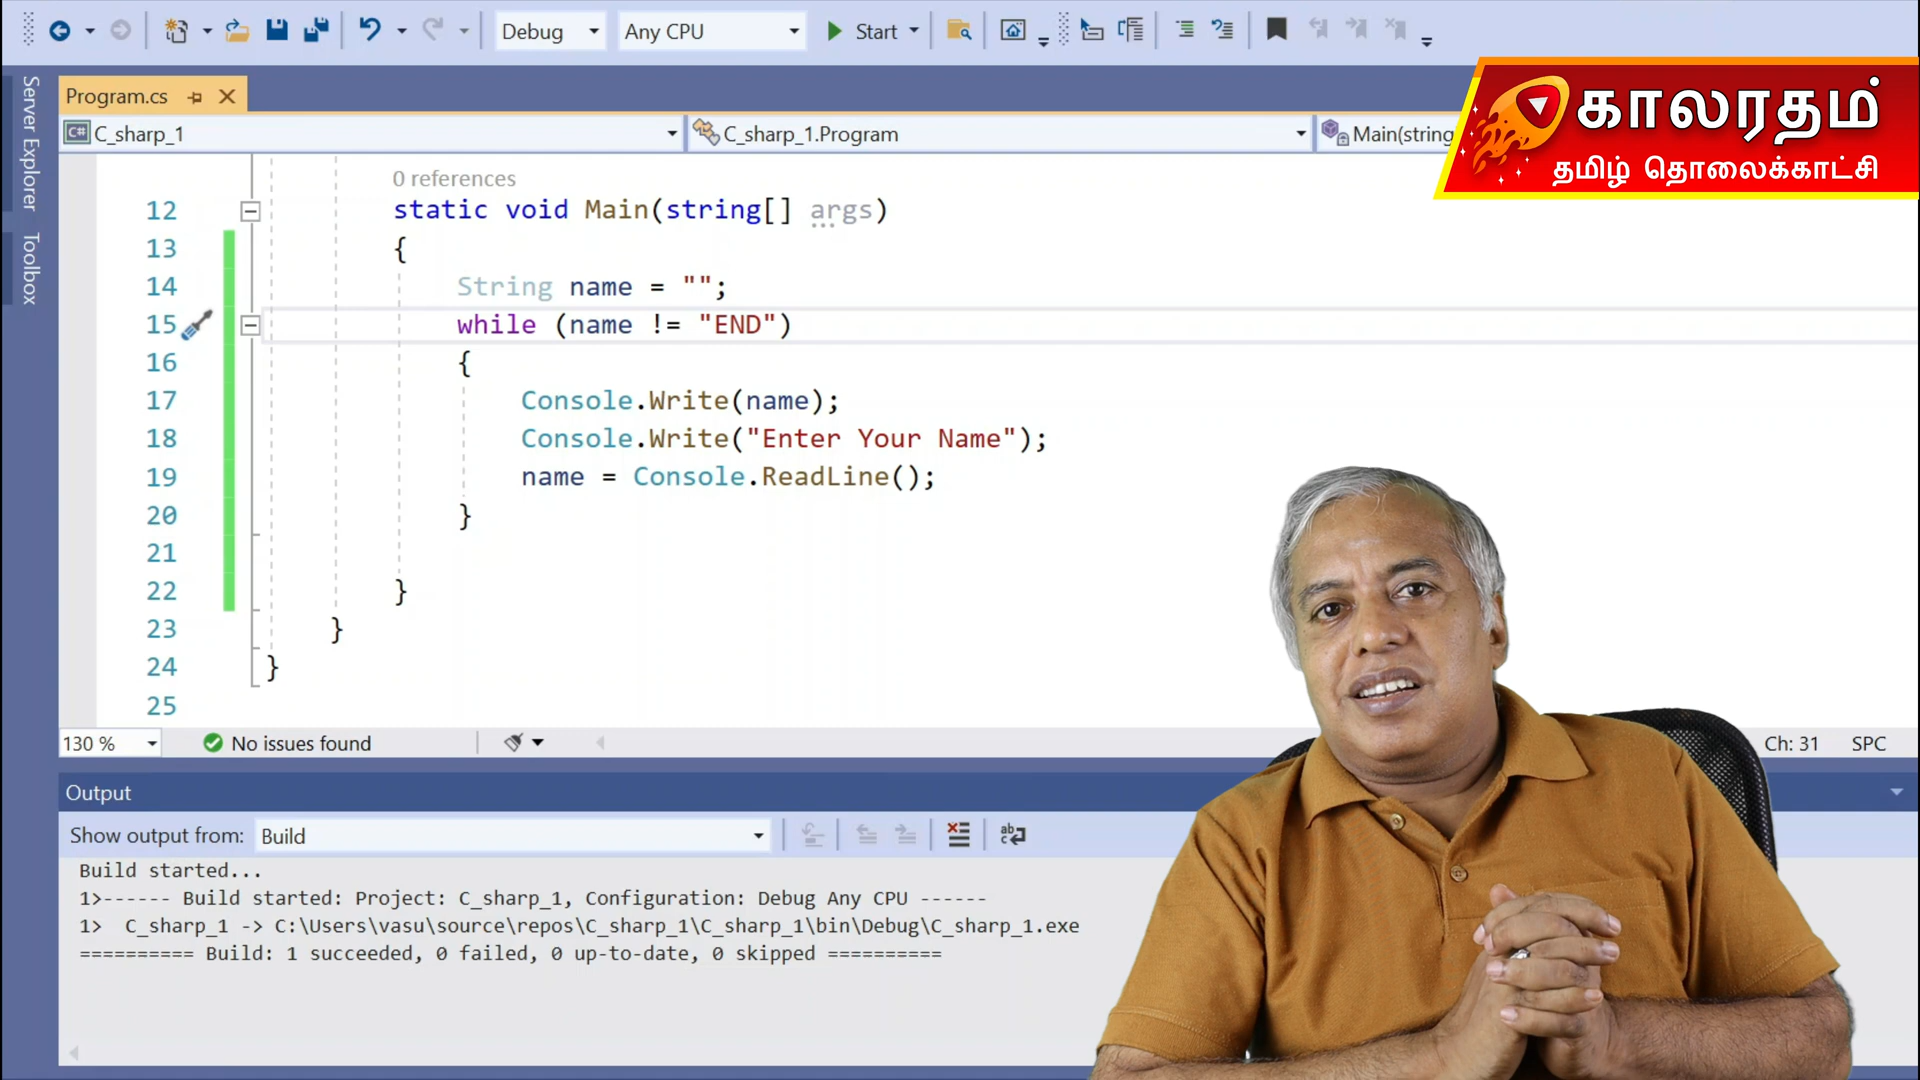 Debug
Any CPU
Start
Server Explorer
Toolbox
Program.cs
காலரதம்
தமிழ் தொலைக்காட்சி
C# C_sharp_1
C_sharp_1.Program
Main(string
0 references
12 static void Main(string[] args)
13 {
14 String name = "";
15 while (name != "END")
16 {
17 Console.Write(name);
18 Console.Write("Enter Your Name");
19 name = Console.ReadLine();
20 }
21
22 }
23 }
24 }
25
130 %
No issues found
Ch: 31
SPC
Output
Show output from: Build
Build started...
1>------ Build started: Project: C_sharp_1, Configuration: Debug Any CPU ------
1> C_sharp_1 -> C:\Users\vasu\source\repos\C_sharp_1\C_sharp_1\bin\Debug\C_sharp_1.exe
========== Build: 1 succeeded, 0 failed, 0 up-to-date, 0 skipped ==========